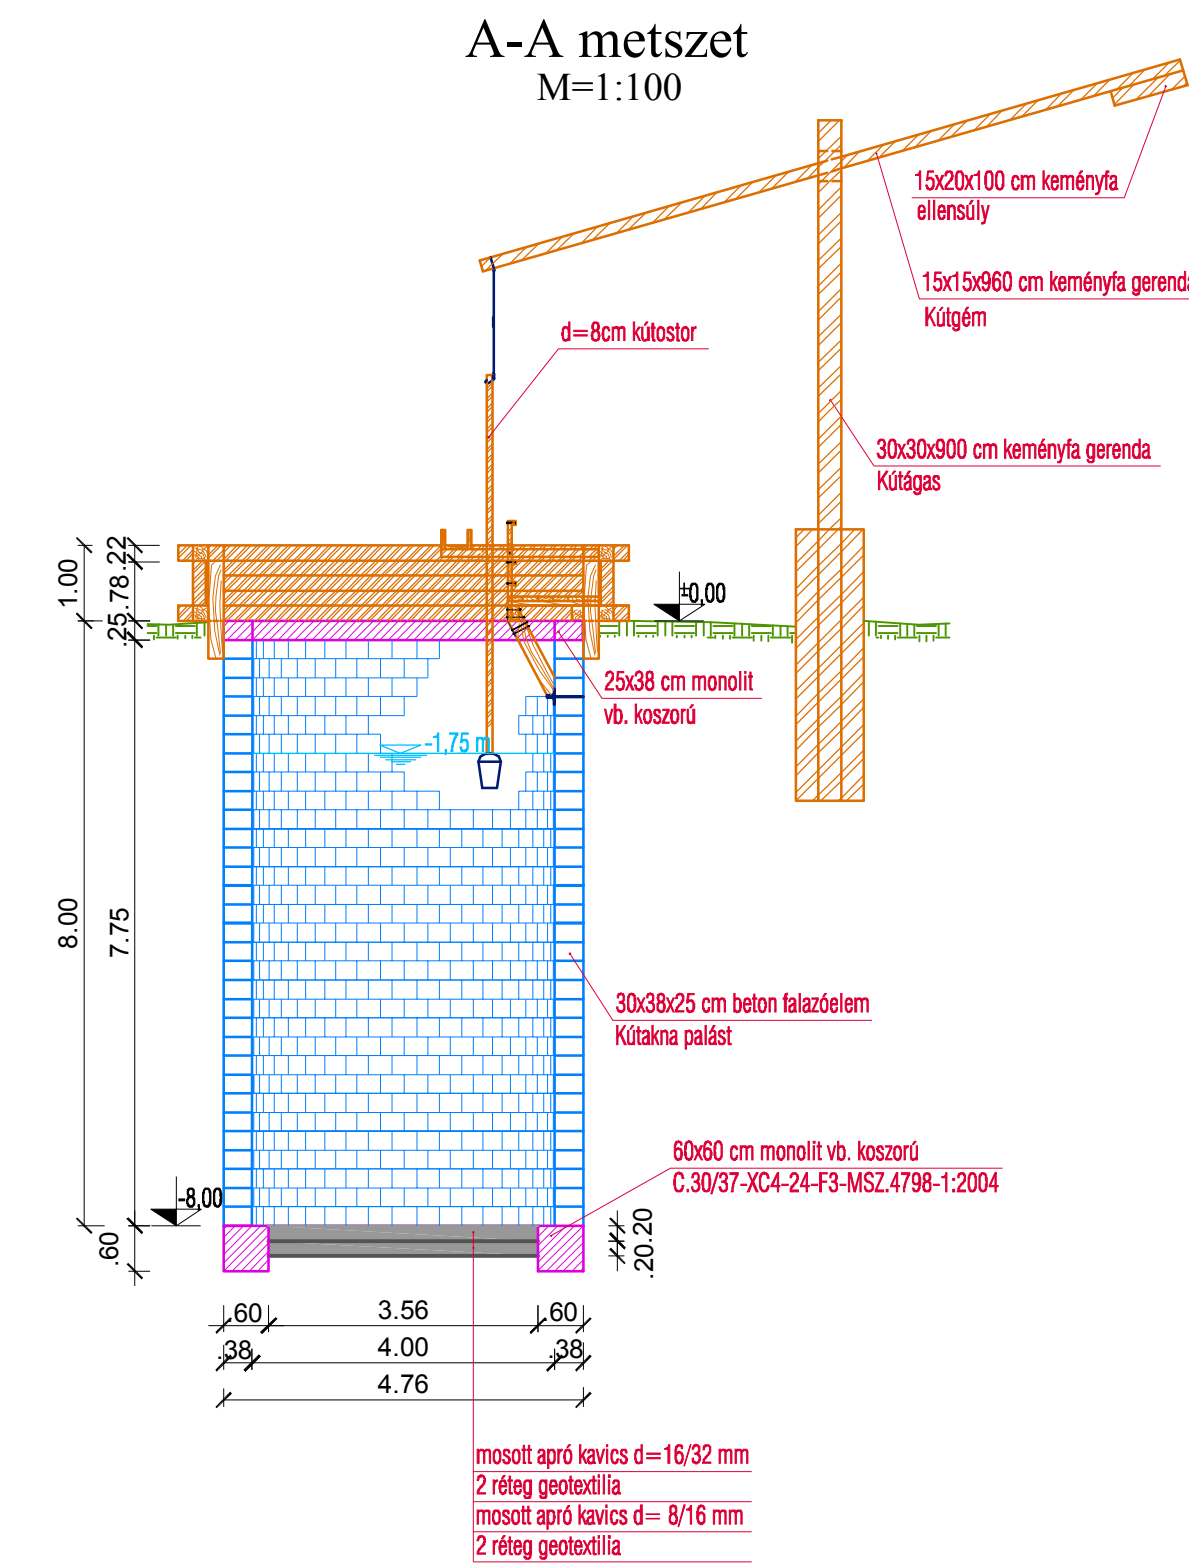 A-A metszet
M=1:100
15x20x100 cm keményfa
ellensúly
15x15x960 cm keményfa gerenda
Kútgém
d=8cm kútostor
30x30x900 cm keményfa gerenda
Kútágas
1.00
.22
.78
.25
±0,00
25x38 cm monolit
vb. koszorú
-1,75 m
8.00
7.75
30x38x25 cm beton falazóelem
Kútakna palást
60x60 cm monolit vb. koszorú
C.30/37-XC4-24-F3-MSZ.4798-1:2004
-8,00
.60
.20
.20
.60
3.56
.60
.38
4.00
.38
4.76
mosott apró kavics d=16/32 mm
2 réteg geotextilia
mosott apró kavics d= 8/16 mm
2 réteg geotextilia